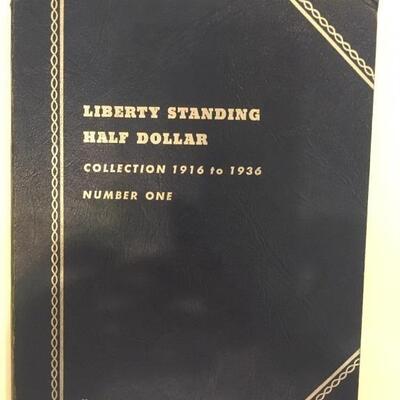 LIBERTY STANDING
HALF DOLLAR
COLLECTION 1916 to 1936
NUMBER ONE